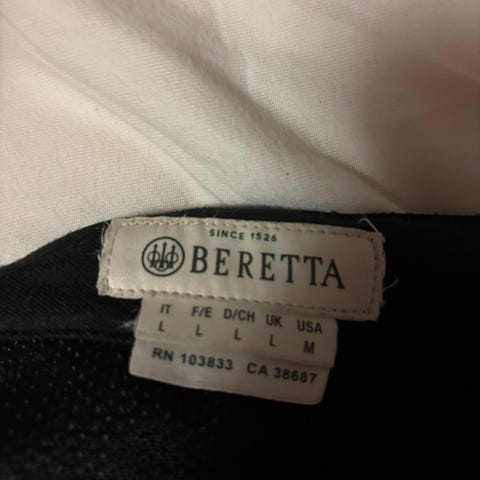 SINCE 1526
BERETTA
IT F/E D/CH UK USA
L L L L M
RN 103833 CA 38687